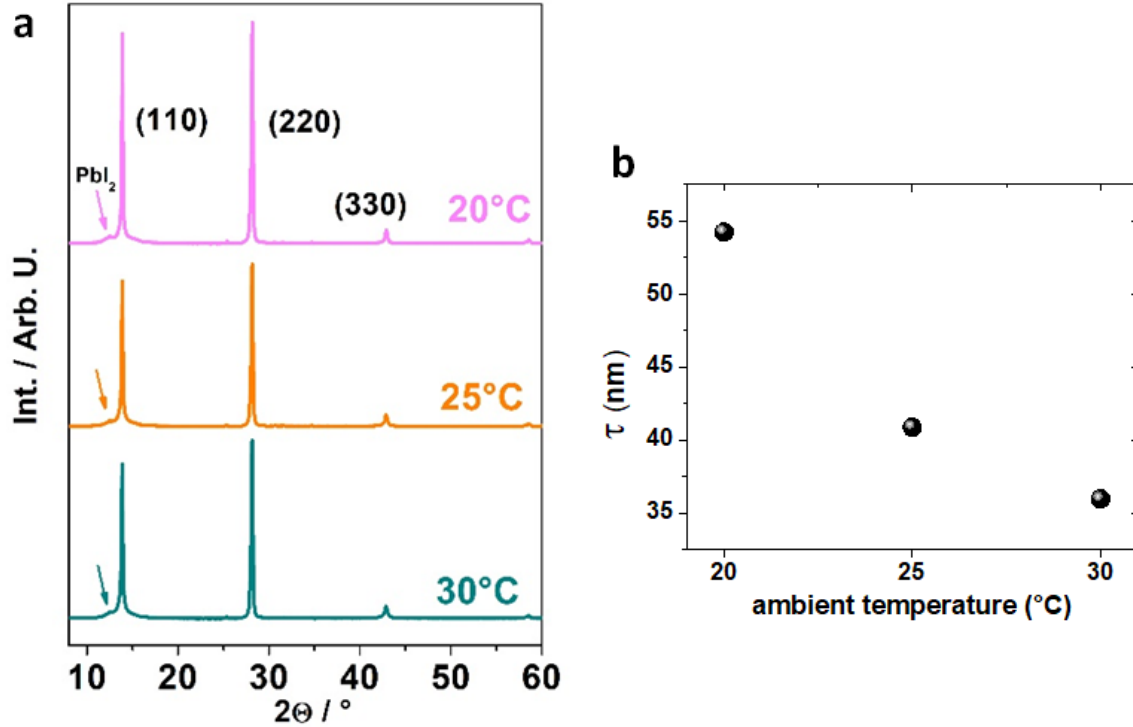 a
(110)
(220)
PbI₂
(330)
20°C
25°C
30°C
Int. / Arb. U.
10 20 30 40 50 60
2Θ / °
b
55
50
45
40
35
τ (nm)
20 25 30
ambient temperature (°C)